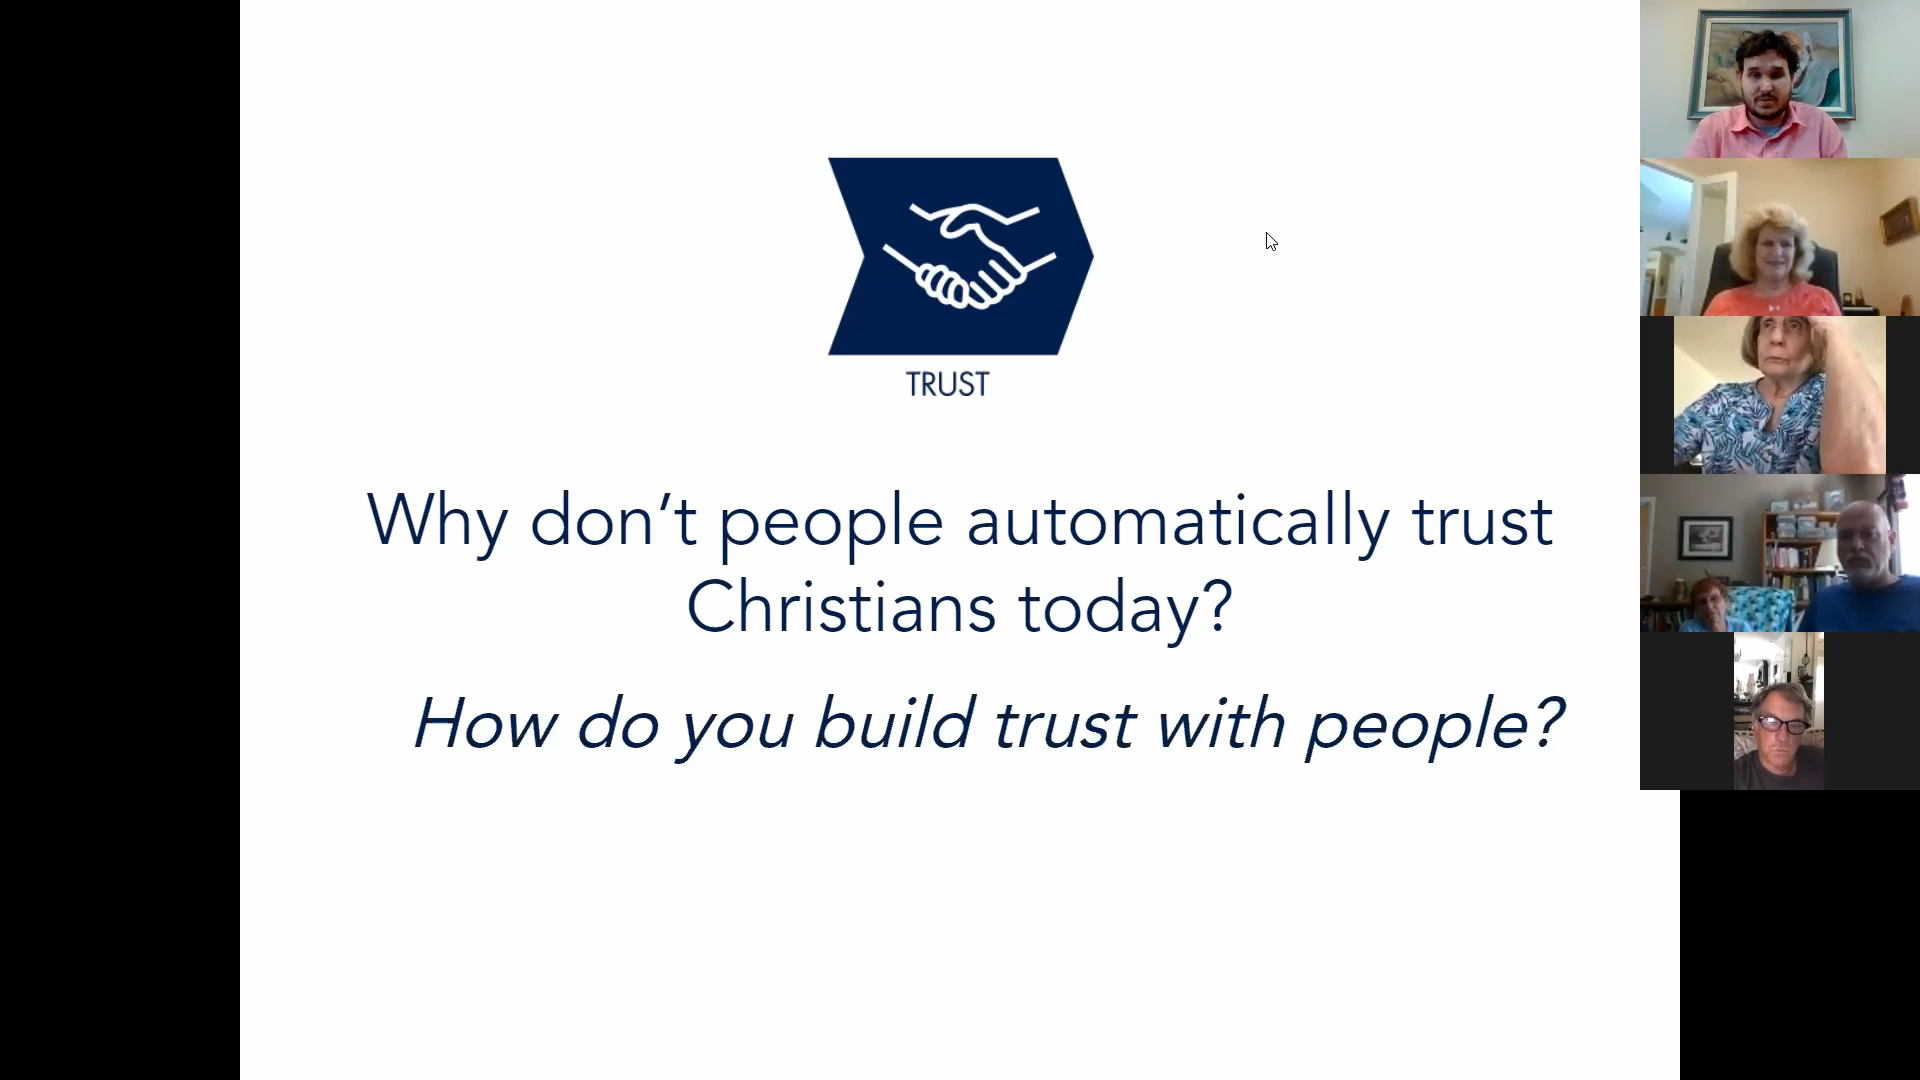 TRUST
Why don’t people automatically trust
Christians today?
How do you build trust with people?